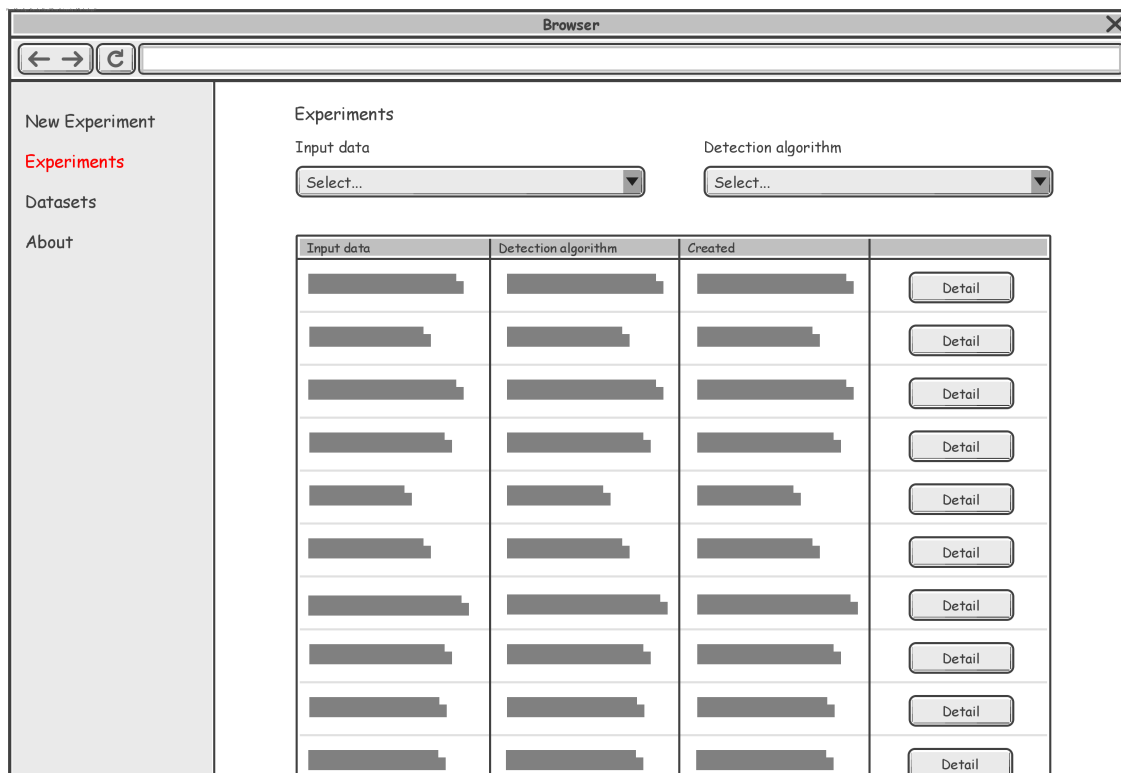 Browser
New Experiment
Experiments
Datasets
About
Experiments
Input data
Detection algorithm
Select...
Select...
Input data
Detection algorithm
Created
Detail
Detail
Detail
Detail
Detail
Detail
Detail
Detail
Detail
Detail